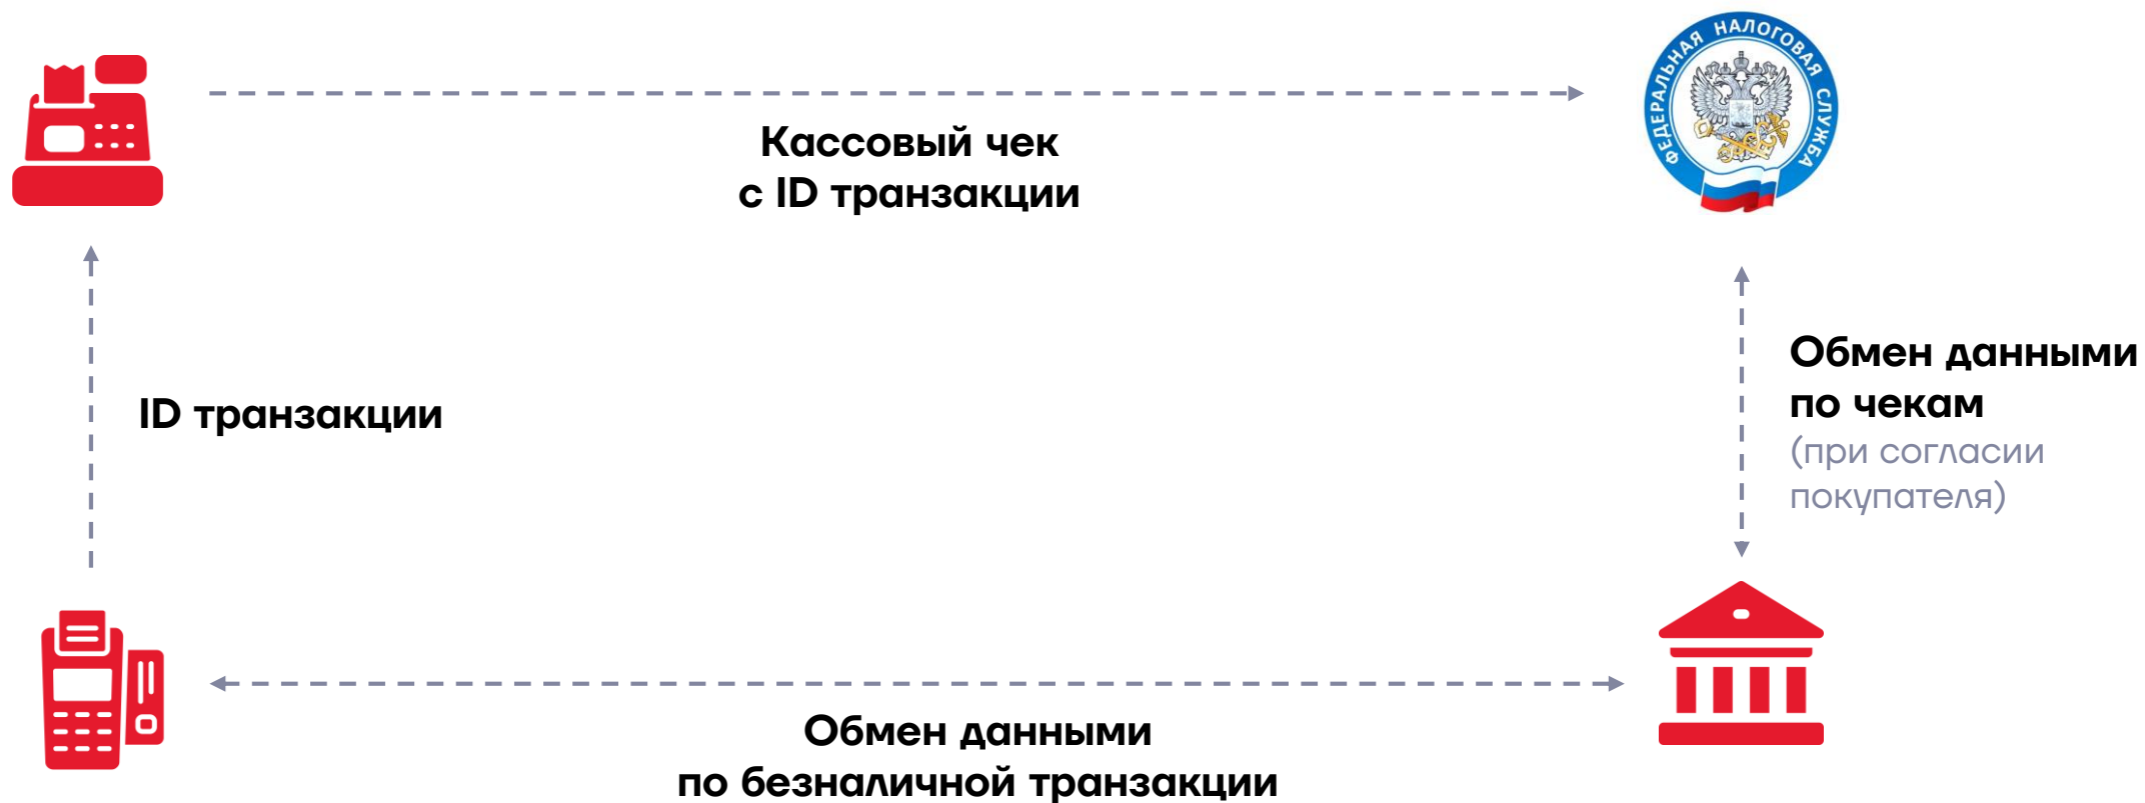 ФЕДЕРАЛЬНАЯ НАЛОГОВАЯ СЛУЖБА
Кассовый чек
с ID транзакции
ID транзакции
Обмен данными
по чекам
(при согласии
покупателя)
Обмен данными
по безналичной транзакции